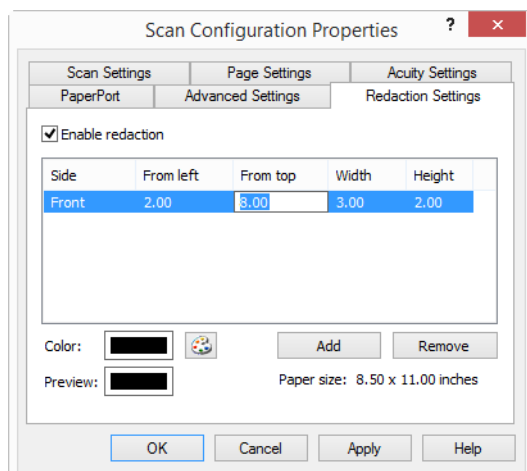 Scan Configuration Properties ? ×
Scan Settings Page Settings Acuity Settings
PaperPort Advanced Settings Redaction Settings
Enable redaction
Side From left From top Width Height
Front 2.00 8.00 3.00 2.00
Color: Add Remove
Preview: Paper size: 8.50 x 11.00 inches
OK Cancel Apply Help